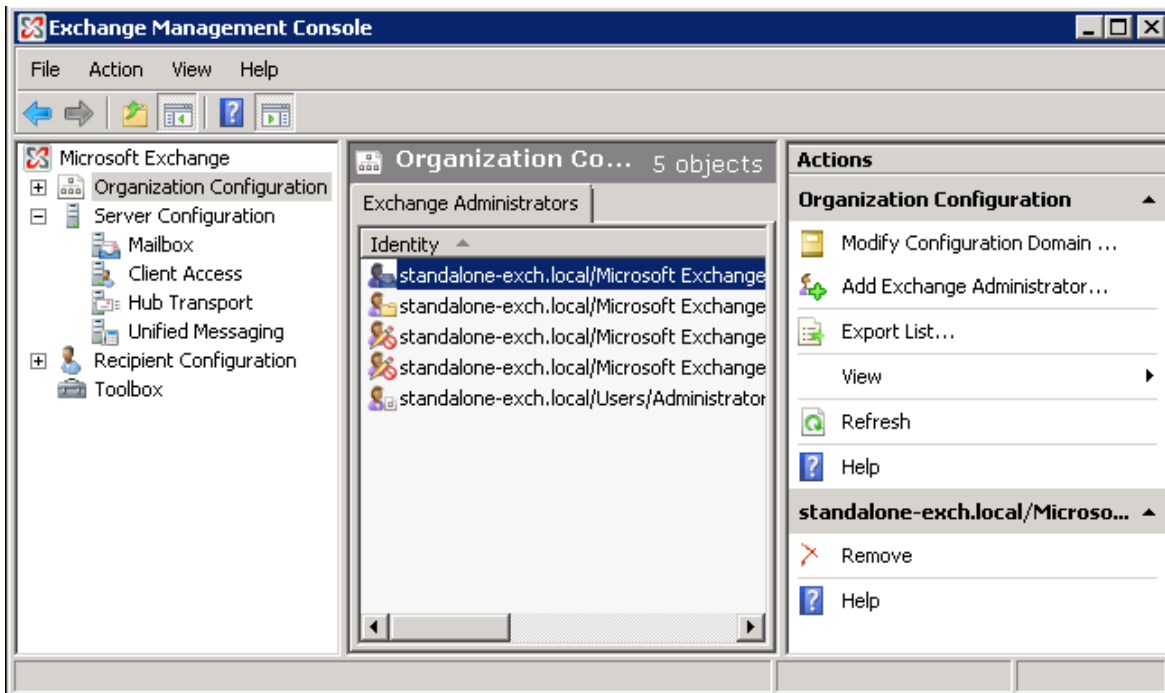 Exchange Management Console
File Action View Help
Microsoft Exchange
Organization Configuration
Server Configuration
Mailbox
Client Access
Hub Transport
Unified Messaging
Recipient Configuration
Toolbox
Organization Co... 5 objects
Exchange Administrators
Identity
standalone-exch.local/Microsoft Exchange
standalone-exch.local/Microsoft Exchange
standalone-exch.local/Microsoft Exchange
standalone-exch.local/Microsoft Exchange
standalone-exch.local/Users/Administrator
Actions
Organization Configuration
Modify Configuration Domain ...
Add Exchange Administrator...
Export List...
View
Refresh
Help
standalone-exch.local/Microso...
Remove
Help